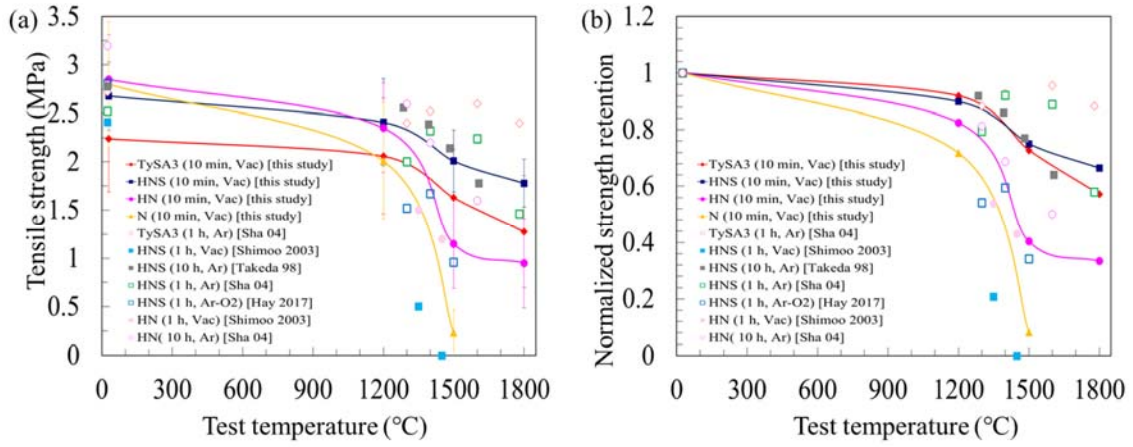 (a)
3.5
3
2.5
2
1.5
1
0.5
0
Tensile strength (MPa)
TySA3 (10 min, Vac) [this study]
HNS (10 min, Vac) [this study]
HN (10 min, Vac) [this study]
N (10 min, Vac) [this study]
TySA3 (1 h, Ar) [Sha 04]
HNS (1 h, Vac) [Shimoo 2003]
HNS (10 h, Ar) [Takeda 98]
HNS (1 h, Ar) [Sha 04]
HNS (1 h, Ar-O2) [Hay 2017]
HN (1 h, Vac) [Shimoo 2003]
HN( 10 h, Ar) [Sha 04]
0 300 600 900 1200 1500 1800
Test temperature (°C)
(b)
1
0.8
0.6
0.4
0.2
0
Normalized strength retention
TySA3 (10 min, Vac) [this study]
HNS (10 min, Vac) [this study]
HN (10 min, Vac) [this study]
N (10 min, Vac) [this study]
TySA3 (1 h, Ar) [Sha 04]
HNS (1 h, Vac) [Shimoo 2003]
HNS (10 h, Ar) [Takeda 98]
HNS (1 h, Ar) [Sha 04]
HNS (1 h, Ar-O2) [Hay 2017]
HN (1 h, Vac) [Shimoo 2003]
HN( 10 h, Ar) [Sha 04]
0 300 600 900 1200 1500 1800
Test temperature (°C)